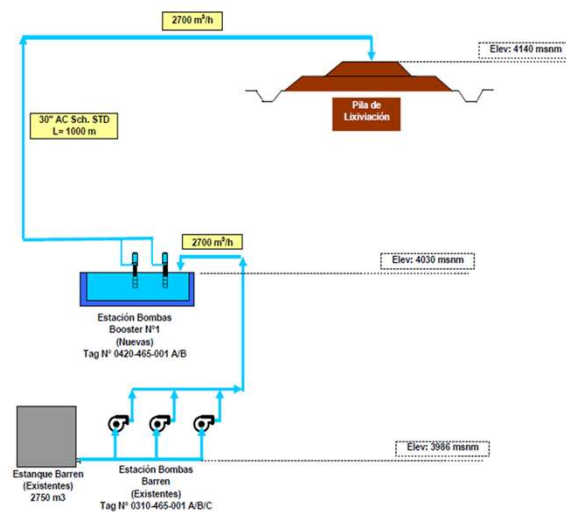 2700 m³/h
Elev: 4140 msnm
Pila de
Lixiviación
30" AC Sch. STD
L= 1000 m
2700 m³/h
Elev: 4030 msnm
Estación Bombas
Booster N°1
(Nuevas)
Tag N° 0420-465-001 A/B
Elev: 3986 msnm
Estanque Barren
(Existentes)
2750 m3
Estación Bombas
Barren
(Existentes)
Tag N° 0310-465-001 A/B/C